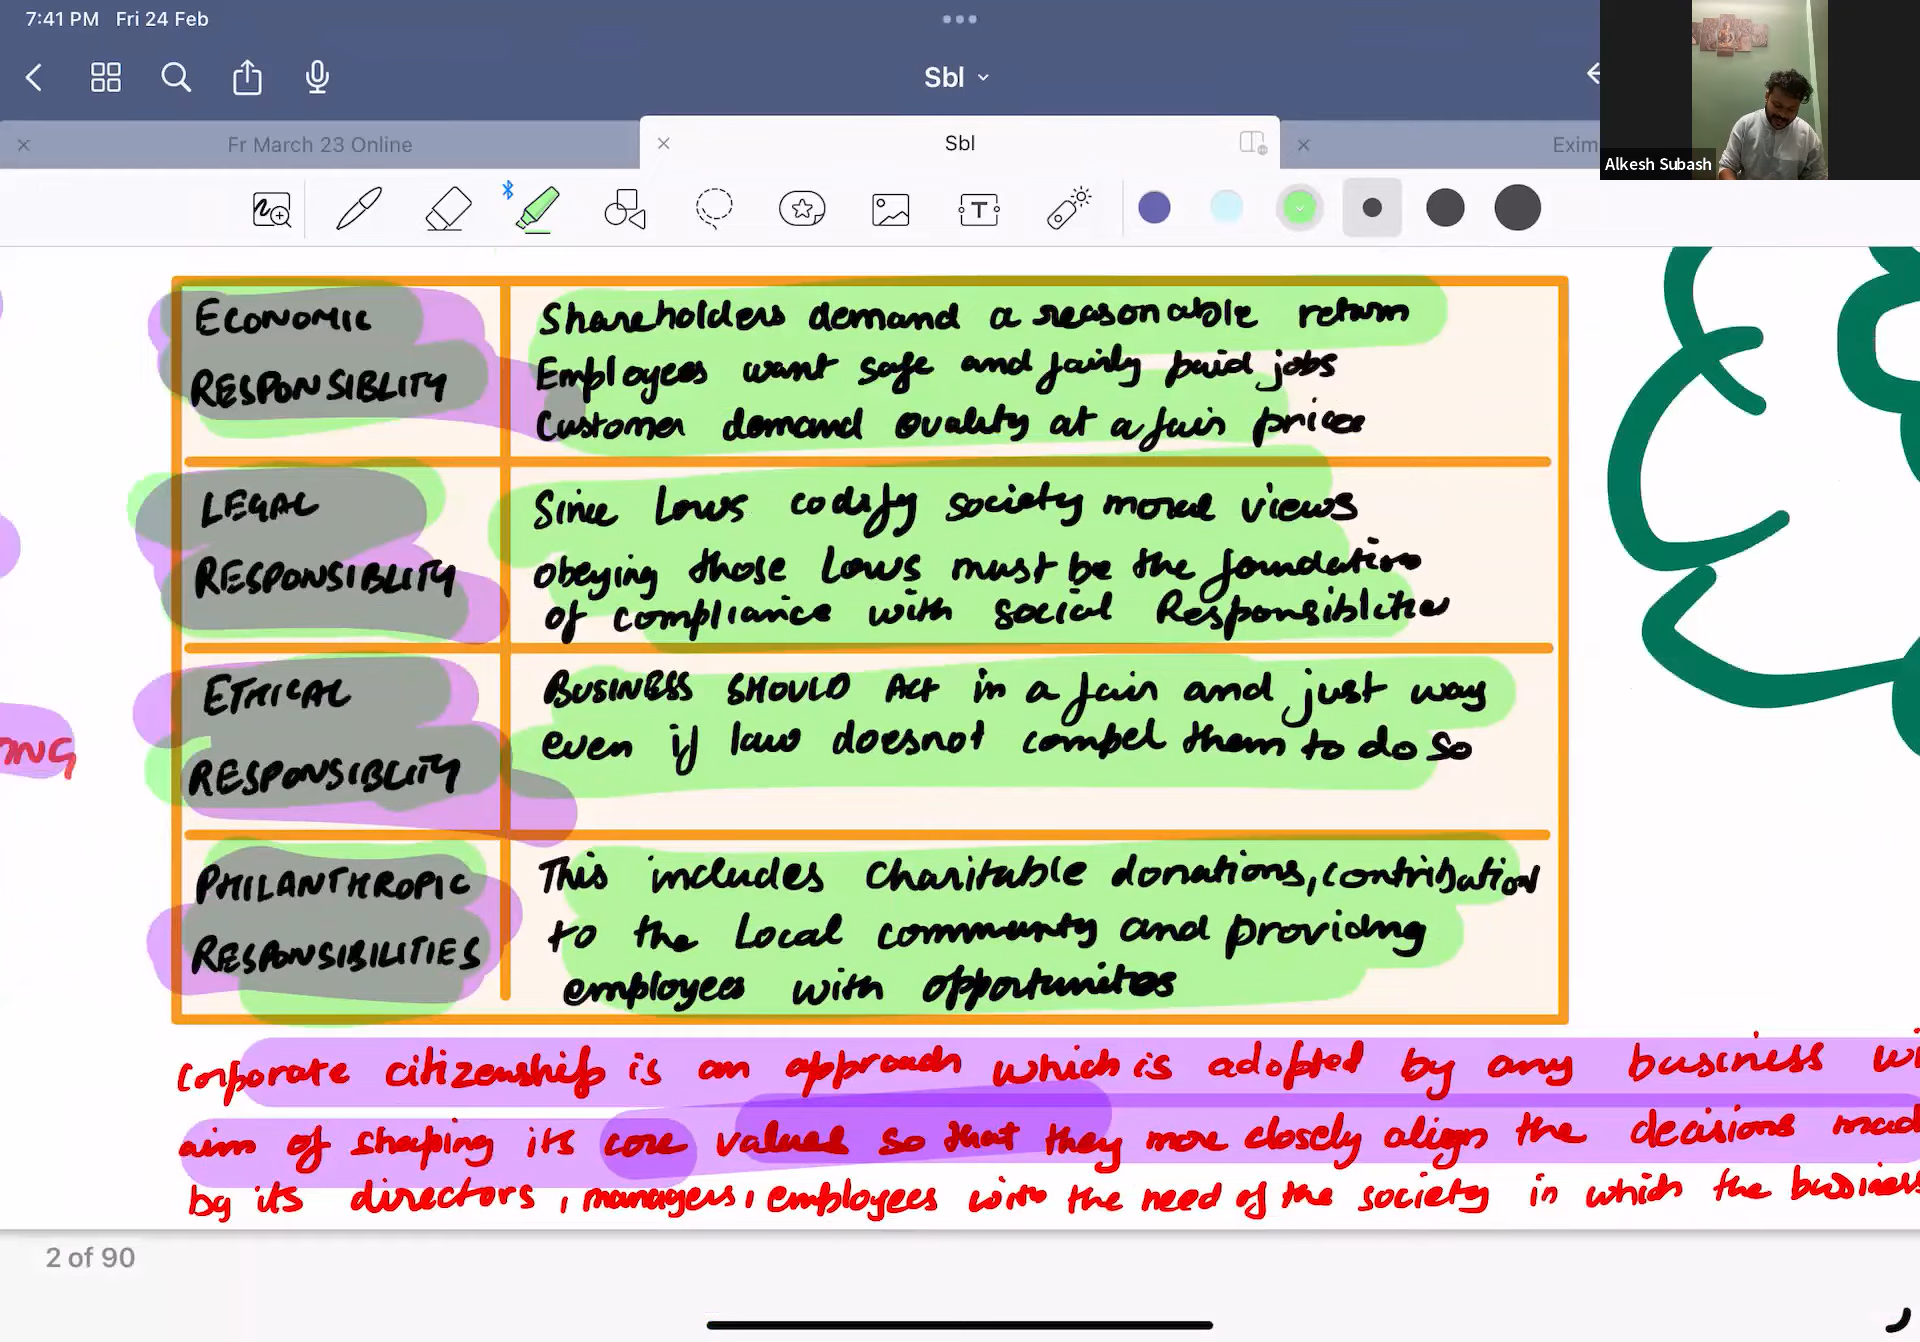 7:41 PM Fri 24 Feb
Sbl
Fr March 23 Online
Sbl
Exim
Alkesh Subash
T
ECONOMIC
RESPONSIBLITY
Shareholders demand a reasonable return
Employees want safe and fairly paid jobs
Customer demand Quality at a fair price
LEGAL
RESPONSIBLITY
Since Laws codify society moral views
obeying those Laws must be the foundation
of compliance with social Responsiblities
ETHICAL
RESPONSIBLITY
BUSINESS SHOULD ACT in a fair and just way
even if law doesnot compel them to do so
PHILANTHROPIC
RESPONSIBILITIES
This includes charitable donations, contribution
to the Local community and providing
employees with opportunities
Corporate citizenship is an approach which is adopted by any business wi
aim of shaping its core values so that they more closely align the decisions mad
by its directors, managers, employees with the need of the society in which the business
2 of 90